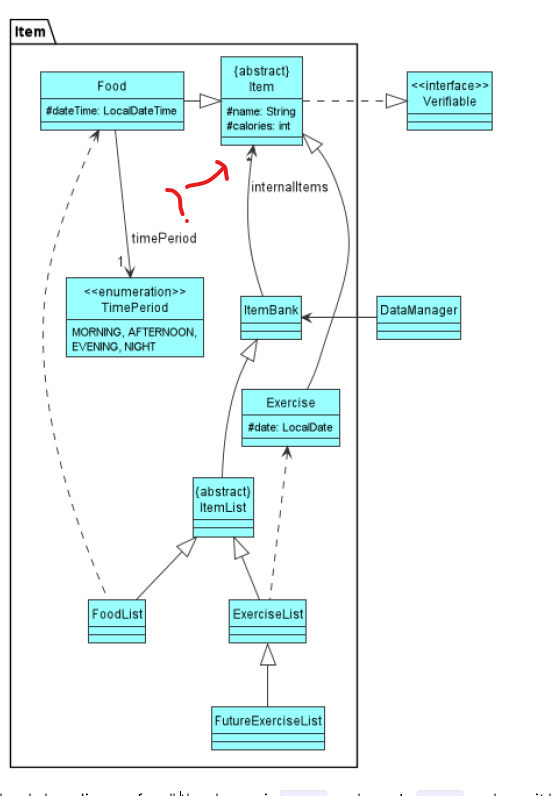 Item
Food
#dateTime: LocalDateTime
{abstract}
Item
#name: String
#calories: int
<<interface>>
Verifiable
?
*
internalItems
timePeriod
1
<<enumeration>>
TimePeriod
MORNING, AFTERNOON,
EVENING, NIGHT
ItemBank
DataManager
Exercise
#date: LocalDate
{abstract}
ItemList
FoodList
ExerciseList
FutureExerciseList